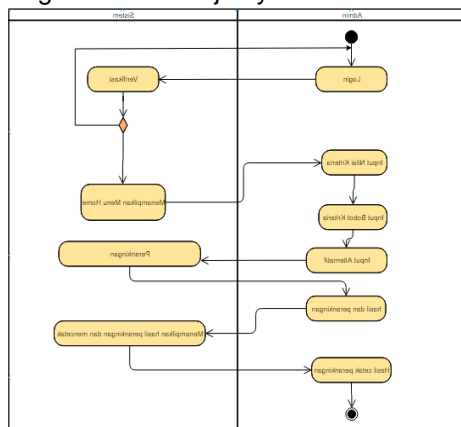 Admin
Sistem
Login
Verifikasi
Input Nilai Kriteria
Menampilkan Menu Home
Input Bobot Kriteria
Input Alternatif
Perankingan
hasil dan perankingan
Menampilkan hasil perankingan dan mencetak
Hasil cetak perankingan